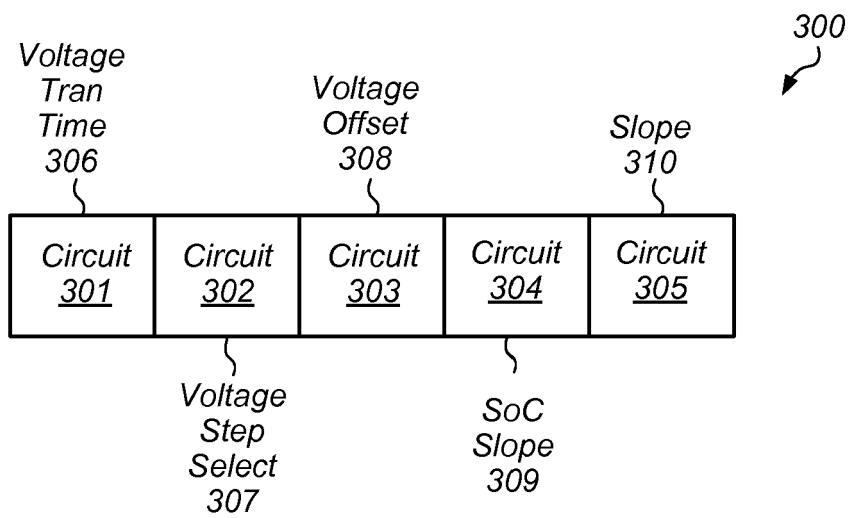 300
Voltage
Tran
Time
306
Voltage
Offset
308
Slope
310
Circuit
301
Circuit
302
Circuit
303
Circuit
304
Circuit
305
Voltage
Step
Select
307
SoC
Slope
309